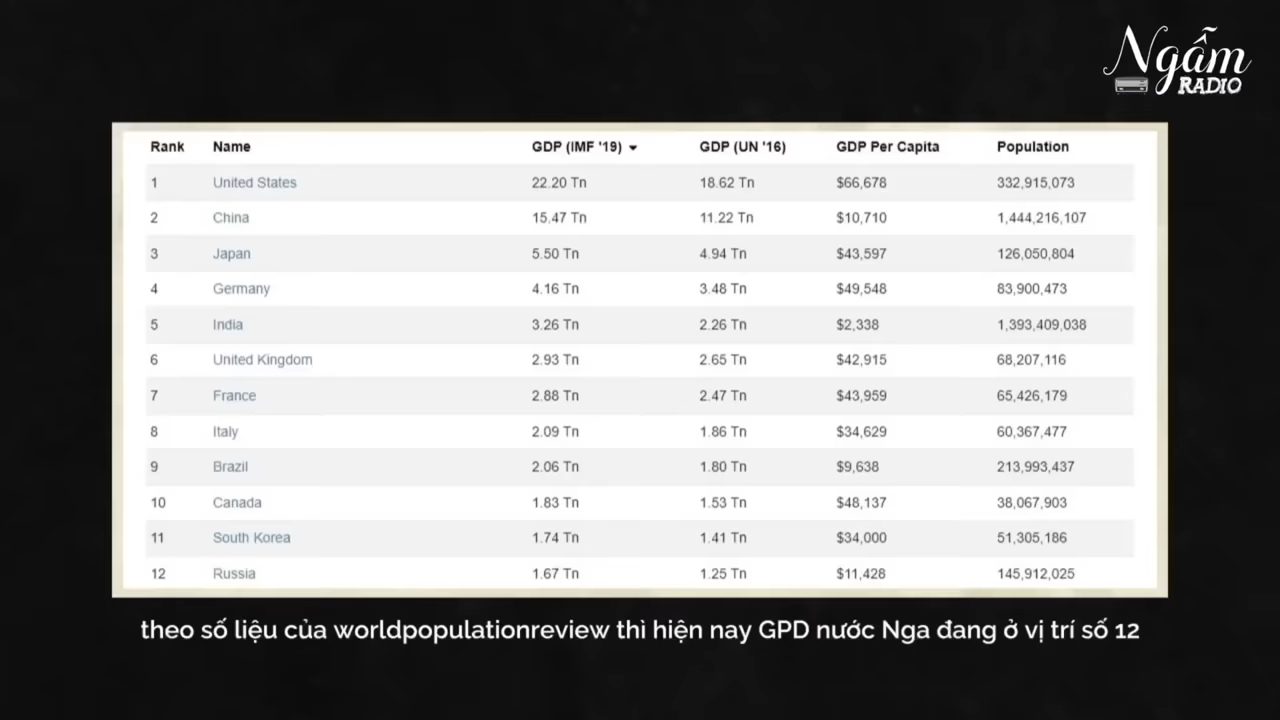 Ngẫm
RADIO
Rank Name GDP (IMF '19) GDP (UN '16) GDP Per Capita Population
1 United States 22.20 Tn 18.62 Tn $66,678 332,915,073
2 China 15.47 Tn 11.22 Tn $10,710 1,444,216,107
3 Japan 5.50 Tn 4.94 Tn $43,597 126,050,804
4 Germany 4.16 Tn 3.48 Tn $49,548 83,900,473
5 India 3.26 Tn 2.26 Tn $2,338 1,393,409,038
6 United Kingdom 2.93 Tn 2.65 Tn $42,915 68,207,116
7 France 2.88 Tn 2.47 Tn $43,959 65,426,179
8 Italy 2.09 Tn 1.86 Tn $34,629 60,367,477
9 Brazil 2.06 Tn 1.80 Tn $9,638 213,993,437
10 Canada 1.83 Tn 1.53 Tn $48,137 38,067,903
11 South Korea 1.74 Tn 1.41 Tn $34,000 51,305,186
12 Russia 1.67 Tn 1.25 Tn $11,428 145,912,025
theo số liệu của worldpopulationreview thì hiện nay GPD nước Nga đang ở vị trí số 12